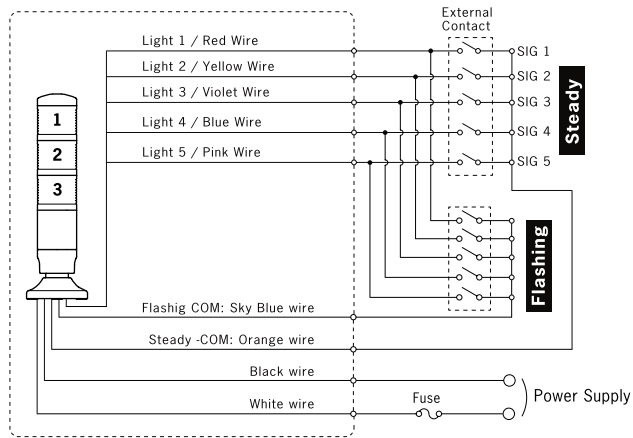 External
Contact
Light 1 / Red Wire
SIG 1
Light 2 / Yellow Wire
SIG 2
Light 3 / Violet Wire
SIG 3
Light 4 / Blue Wire
SIG 4
Light 5 / Pink Wire
SIG 5
Steady
1
2
3
Flashing
Flashig COM: Sky Blue wire
Steady -COM: Orange wire
Black wire
White wire
Fuse
Power Supply